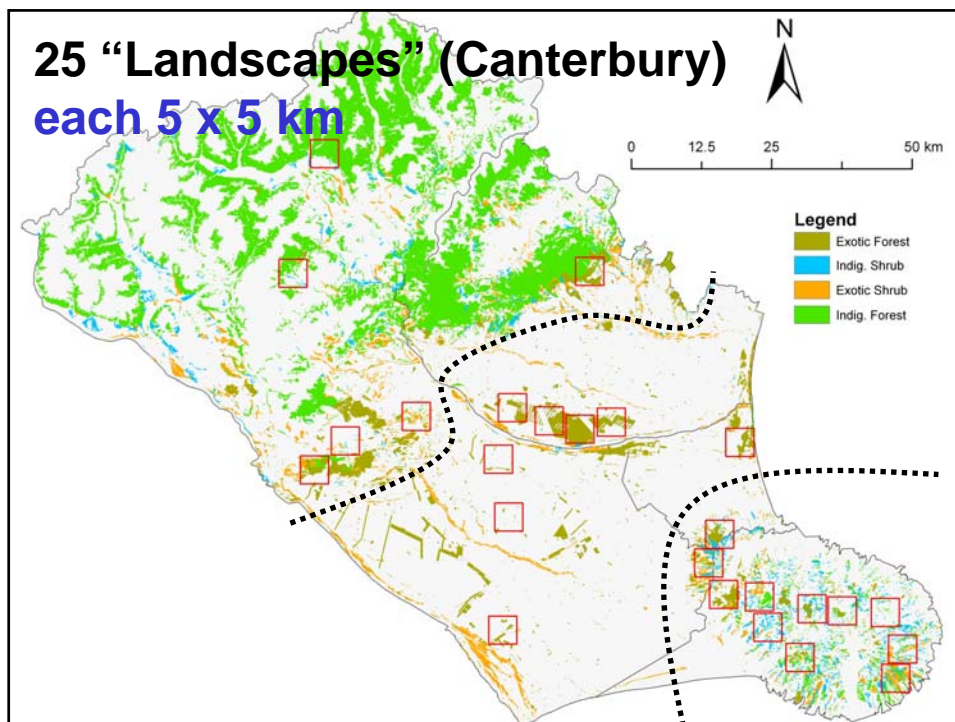 25 “Landscapes” (Canterbury)
each 5 x 5 km
N
0 12.5 25 50 km
Legend
Exotic Forest
Indig. Shrub
Exotic Shrub
Indig. Forest